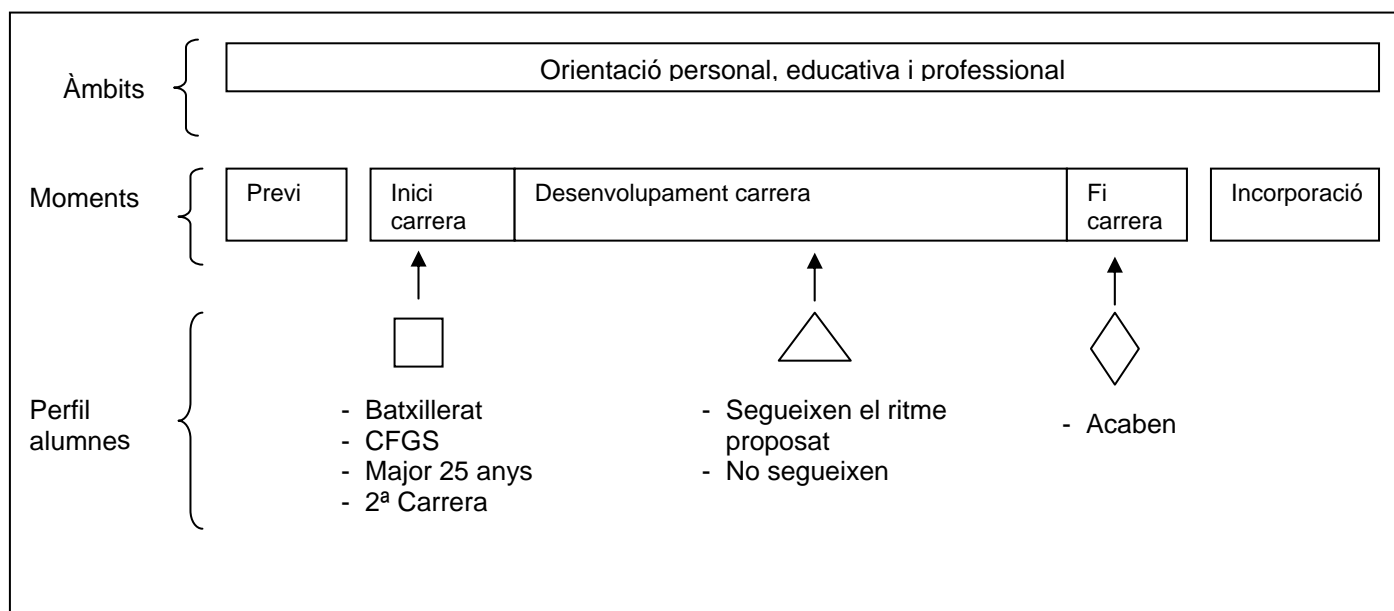 Orientació personal, educativa i professional
Àmbits
Moments
Previ
Inici
carrera
Desenvolupament carrera
Fi
carrera
Incorporació
Perfil
alumnes
- Batxillerat
- CFGS
- Major 25 anys
- 2ª Carrera
- Segueixen el ritme
proposat
- No segueixen
- Acaben